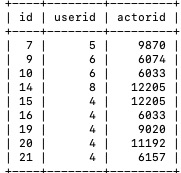 +----+--------+---------+
| id | userid | actorid |
+----+--------+---------+
|  7 |      5 |    9870 |
|  9 |      6 |    6074 |
| 10 |      6 |    6033 |
| 14 |      8 |   12205 |
| 15 |      4 |   12205 |
| 16 |      4 |    6033 |
| 19 |      4 |    9020 |
| 20 |      4 |   11192 |
| 21 |      4 |    6157 |
+----+--------+---------+